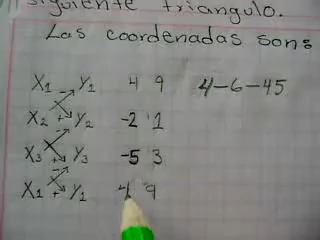 siguiente triangulo.
Las coordenadas sons
X1 Y1 4 9 4-6-45
X2 Y2 -2 1
X3 Y3 -5 3
X1 Y1 4 9